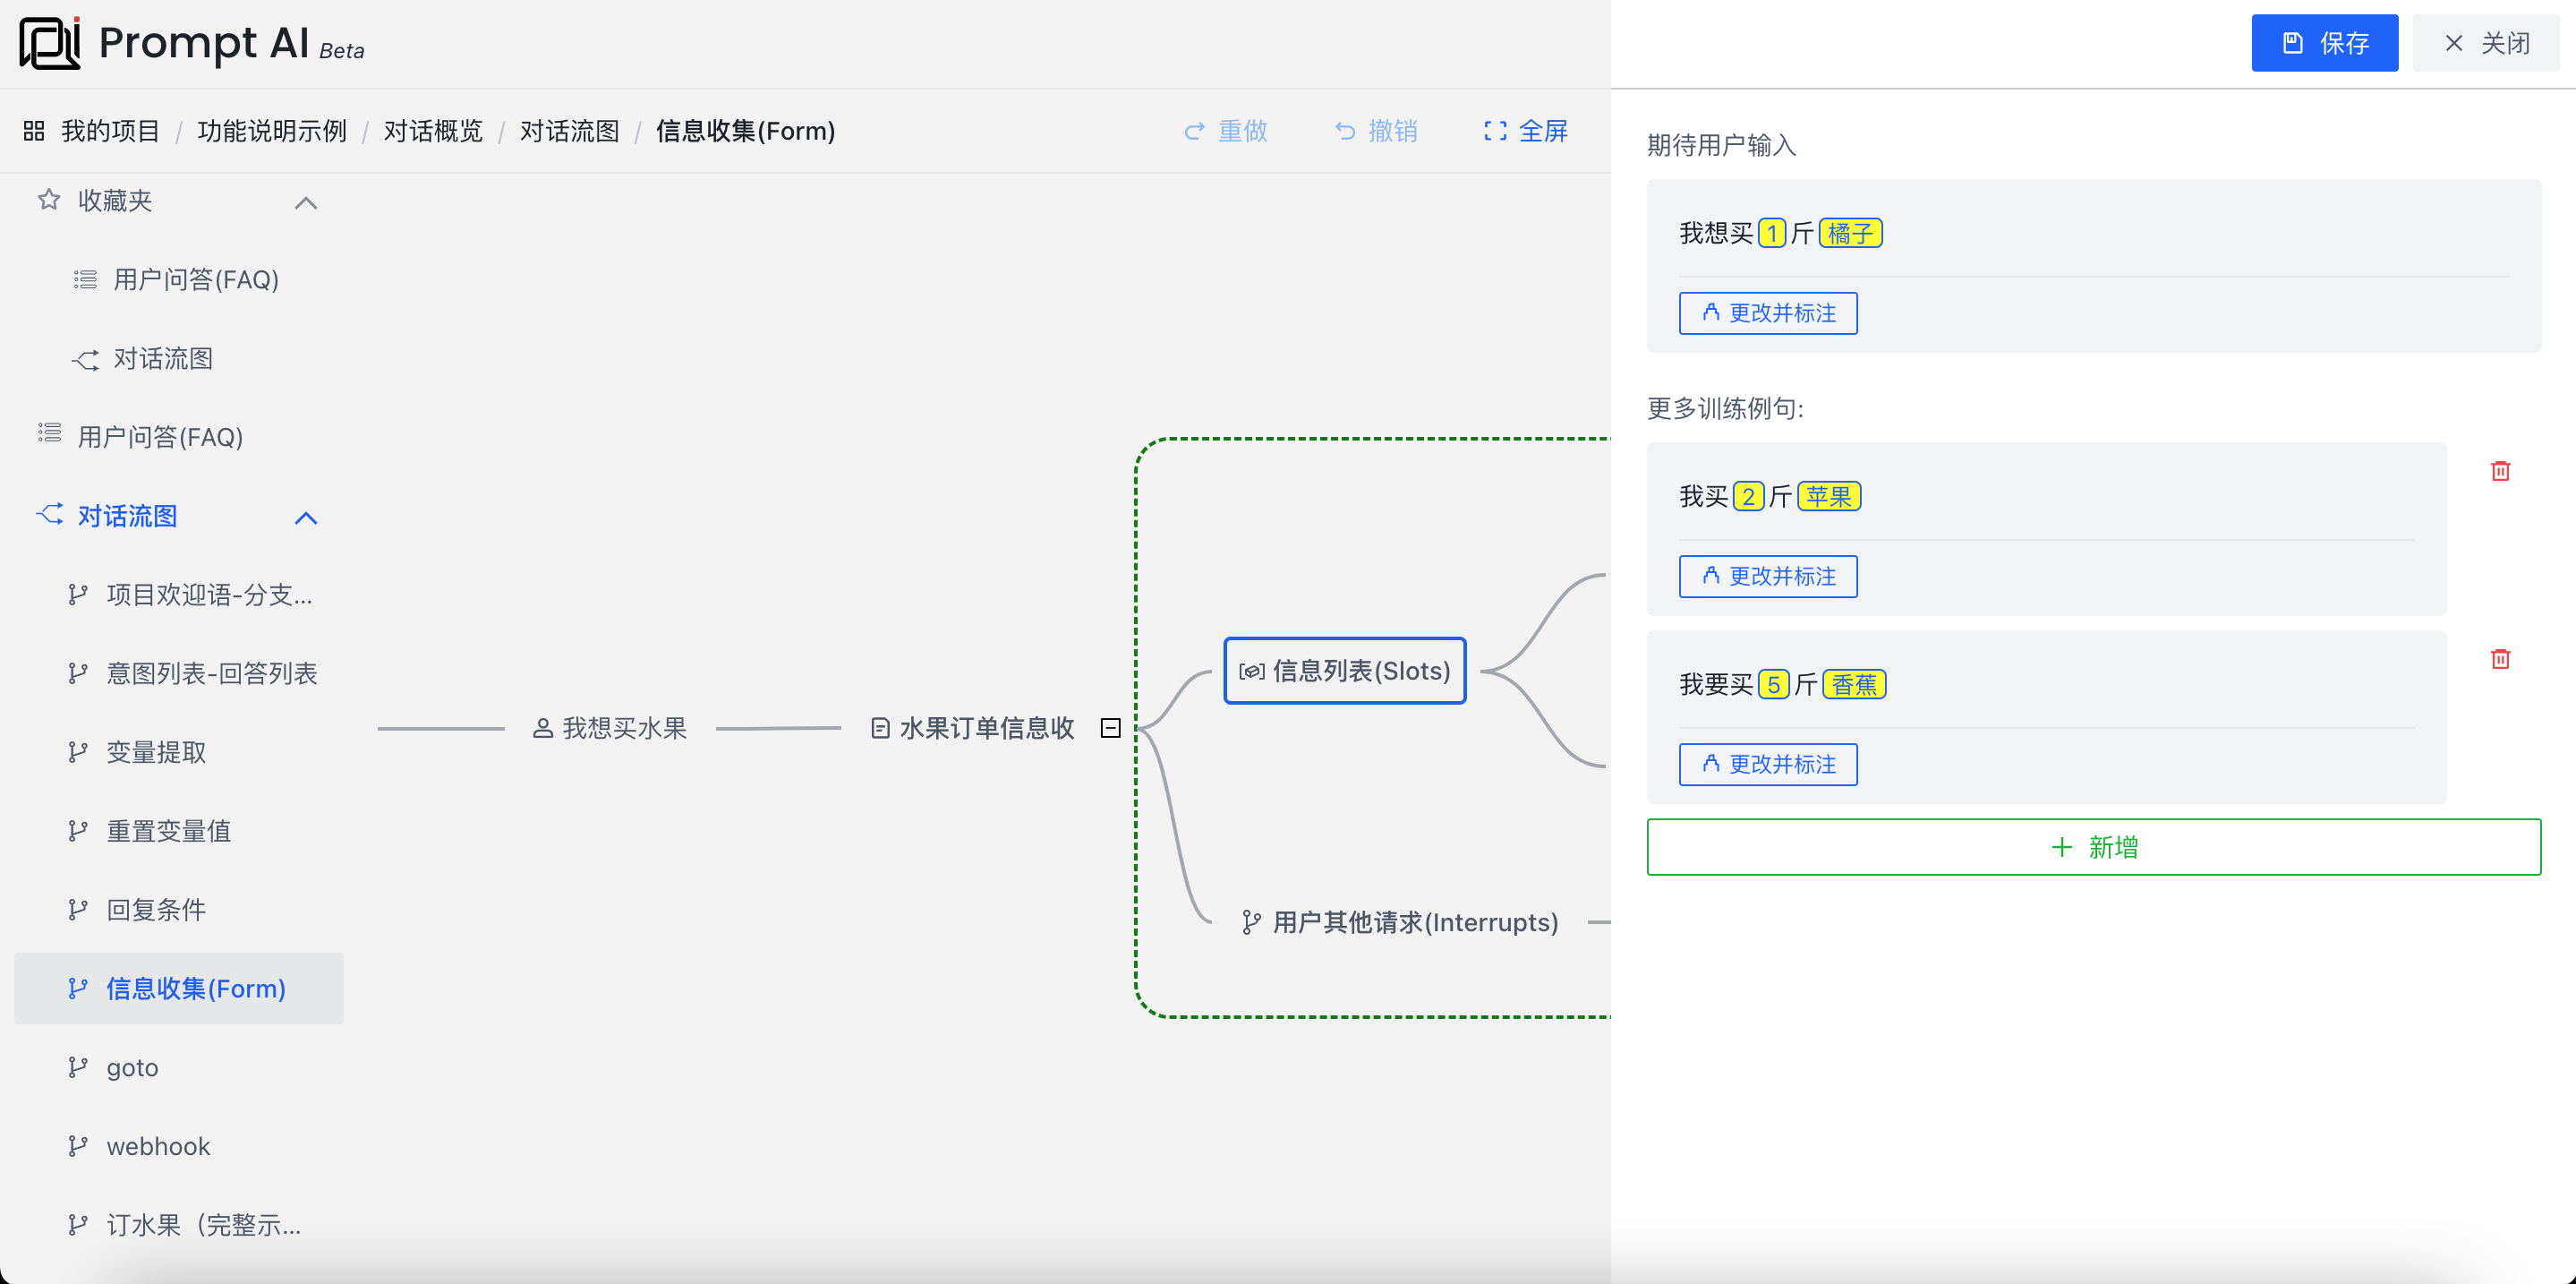 Prompt AI Beta
保存
关闭
我的项目 / 功能说明示例 / 对话概览 / 对话流图 / 信息收集(Form)
重做
撤销
全屏
收藏夹
用户问答(FAQ)
对话流图
用户问答(FAQ)
对话流图
项目欢迎语-分支...
意图列表-回答列表
变量提取
重置变量值
回复条件
信息收集(Form)
goto
webhook
订水果（完整示...
我想买水果
水果订单信息收
信息列表(Slots)
用户其他请求(Interrupts)
期待用户输入
我想买 1 斤 橘子
更改并标注
更多训练例句:
我买 2 斤 苹果
更改并标注
我要买 5 斤 香蕉
更改并标注
新增